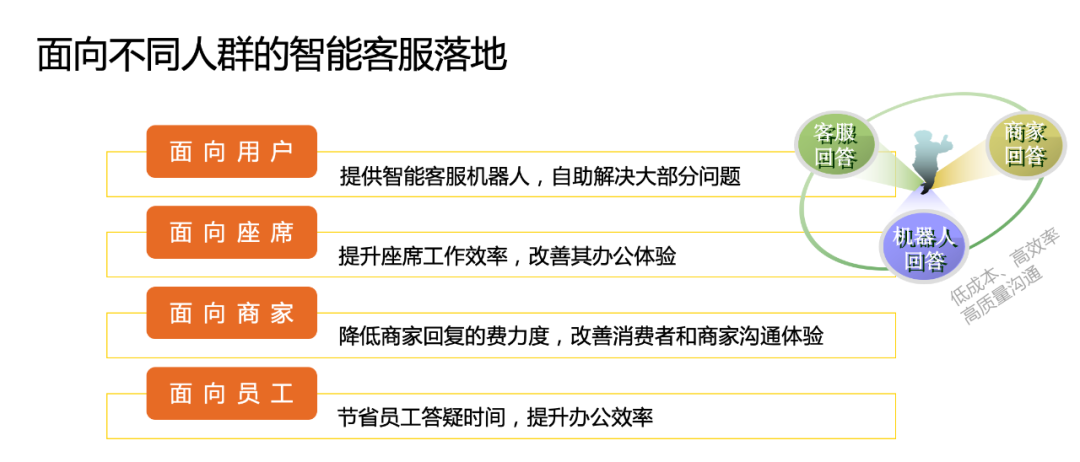 面向不同人群的智能客服落地
面向用户
提供智能客服机器人，自助解决大部分问题
面向座席
提升座席工作效率，改善其办公体验
面向商家
降低商家回复的费力度，改善消费者和商家沟通体验
面向员工
节省员工答疑时间，提升办公效率
客服
回答
商家
回答
机器人
回答
低成本、高效率
高质量沟通